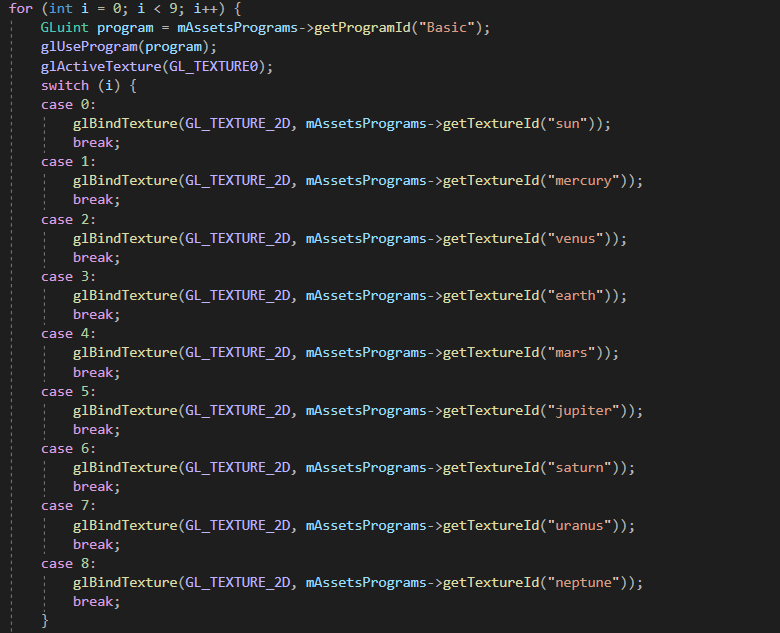 for (int i = 0; i < 9; i++) {
GLuint program = mAssetsPrograms->getProgramId("Basic");
glUseProgram(program);
glActiveTexture(GL_TEXTURE0);
switch (i) {
case 0:
glBindTexture(GL_TEXTURE_2D, mAssetsPrograms->getTextureId("sun"));
break;
case 1:
glBindTexture(GL_TEXTURE_2D, mAssetsPrograms->getTextureId("mercury"));
break;
case 2:
glBindTexture(GL_TEXTURE_2D, mAssetsPrograms->getTextureId("venus"));
break;
case 3:
glBindTexture(GL_TEXTURE_2D, mAssetsPrograms->getTextureId("earth"));
break;
case 4:
glBindTexture(GL_TEXTURE_2D, mAssetsPrograms->getTextureId("mars"));
break;
case 5:
glBindTexture(GL_TEXTURE_2D, mAssetsPrograms->getTextureId("jupiter"));
break;
case 6:
glBindTexture(GL_TEXTURE_2D, mAssetsPrograms->getTextureId("saturn"));
break;
case 7:
glBindTexture(GL_TEXTURE_2D, mAssetsPrograms->getTextureId("uranus"));
break;
case 8:
glBindTexture(GL_TEXTURE_2D, mAssetsPrograms->getTextureId("neptune"));
break;
}